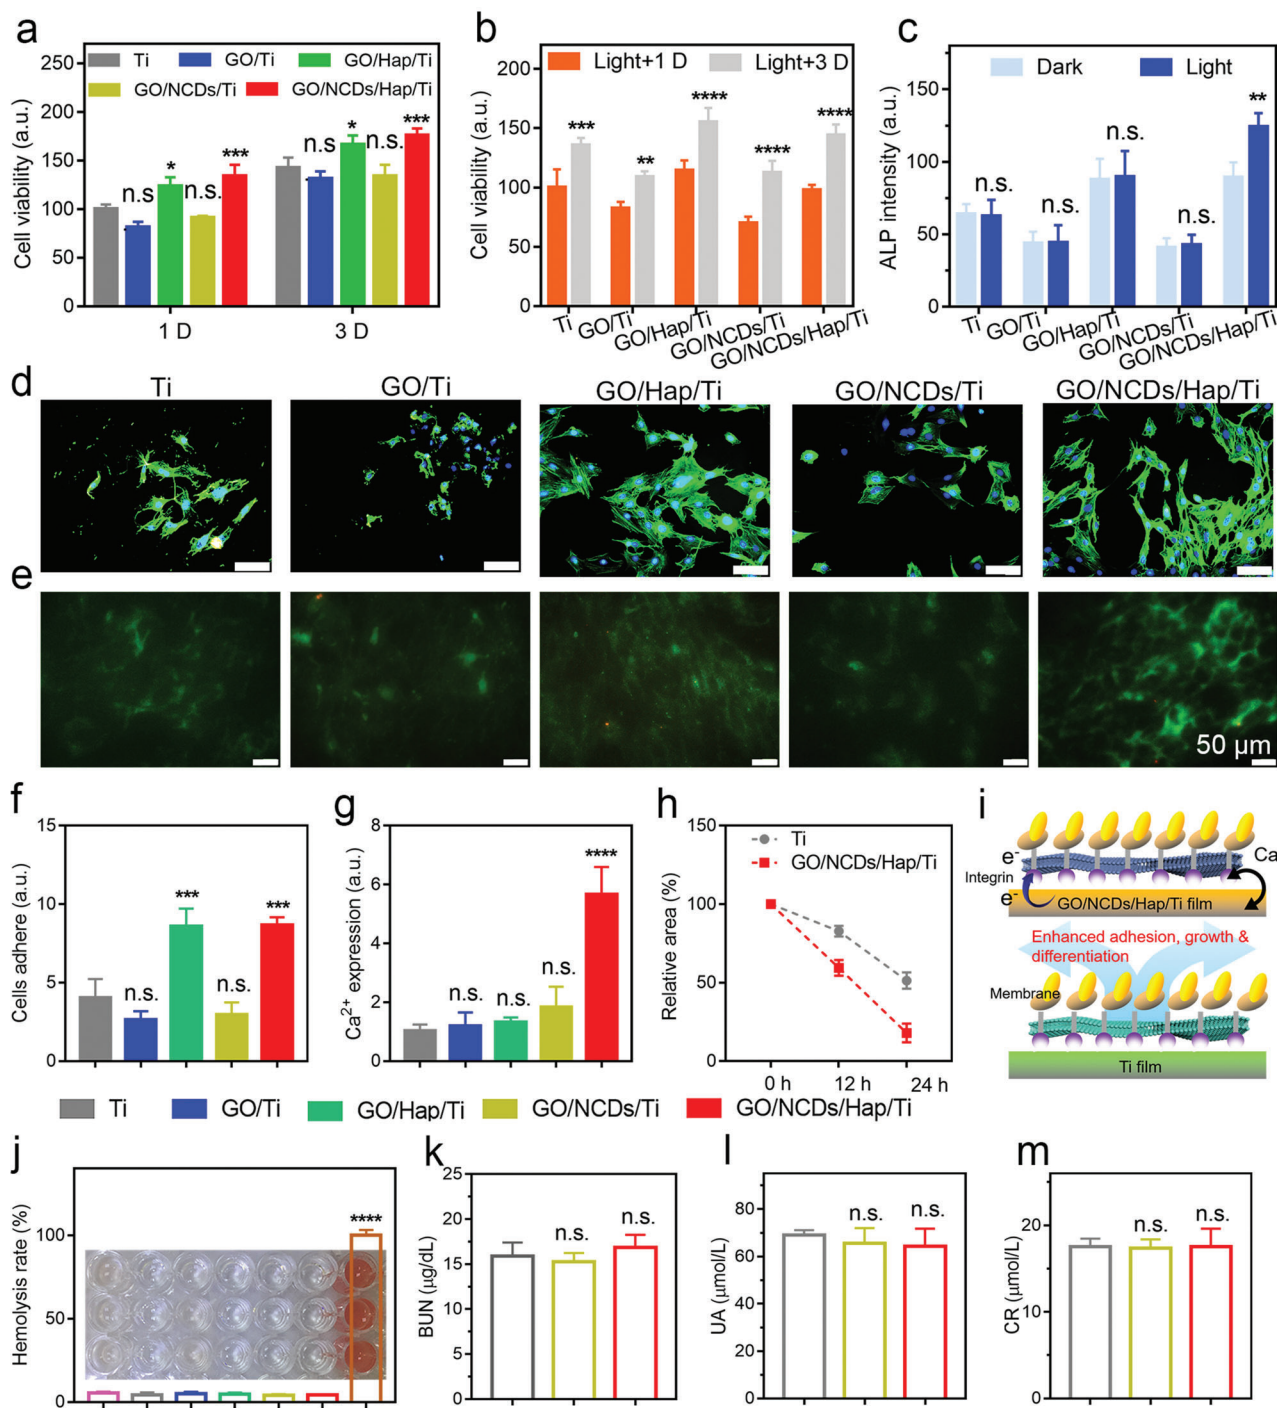 a
Ti GO/Ti GO/Hap/Ti
GO/NCDs/Ti GO/NCDs/Hap/Ti
Cell viability (a.u.)
250
200
150
100
50
0
n.s
*
n.s.
***
n.s.
*
n.s.
***
1 D 3 D
b
Light+1 D Light+3 D
Cell viability (a.u.)
200
150
100
50
0
***
**
****
****
****
Ti
GO/Ti
GO/Hap/Ti
GO/NCDs/Ti
GO/NCDs/Hap/Ti
c
Dark Light
ALP intensity (a.u.)
150
100
50
0
n.s.
n.s.
n.s.
n.s.
**
Ti
GO/Ti
GO/Hap/Ti
GO/NCDs/Ti
GO/NCDs/Hap/Ti
d
Ti GO/Ti GO/Hap/Ti GO/NCDs/Ti GO/NCDs/Hap/Ti
e
50 μm
f
Cells adhere (a.u.)
15
10
5
0
n.s.
***
n.s.
***
g
Ca2+ expression (a.u.)
8
6
4
2
0
n.s.
n.s.
n.s.
****
h
Ti
GO/NCDs/Hap/Ti
Relative area (%)
150
100
50
0
0 h 12 h 24 h
i
e-
Ca
Integrin
e-
GO/NCDs/Hap/Ti film
Enhanced adhesion, growth &
differentiation
Membrane
Ti film
Ti GO/Ti GO/Hap/Ti GO/NCDs/Ti GO/NCDs/Hap/Ti
j
Hemolysis rate (%)
100
50
0
****
k
BUN (μg/dL)
25
20
15
10
5
0
n.s.
n.s.
l
UA (μmol/L)
80
60
40
20
0
n.s.
n.s.
m
CR (μmol/L)
20
10
0
n.s.
n.s.